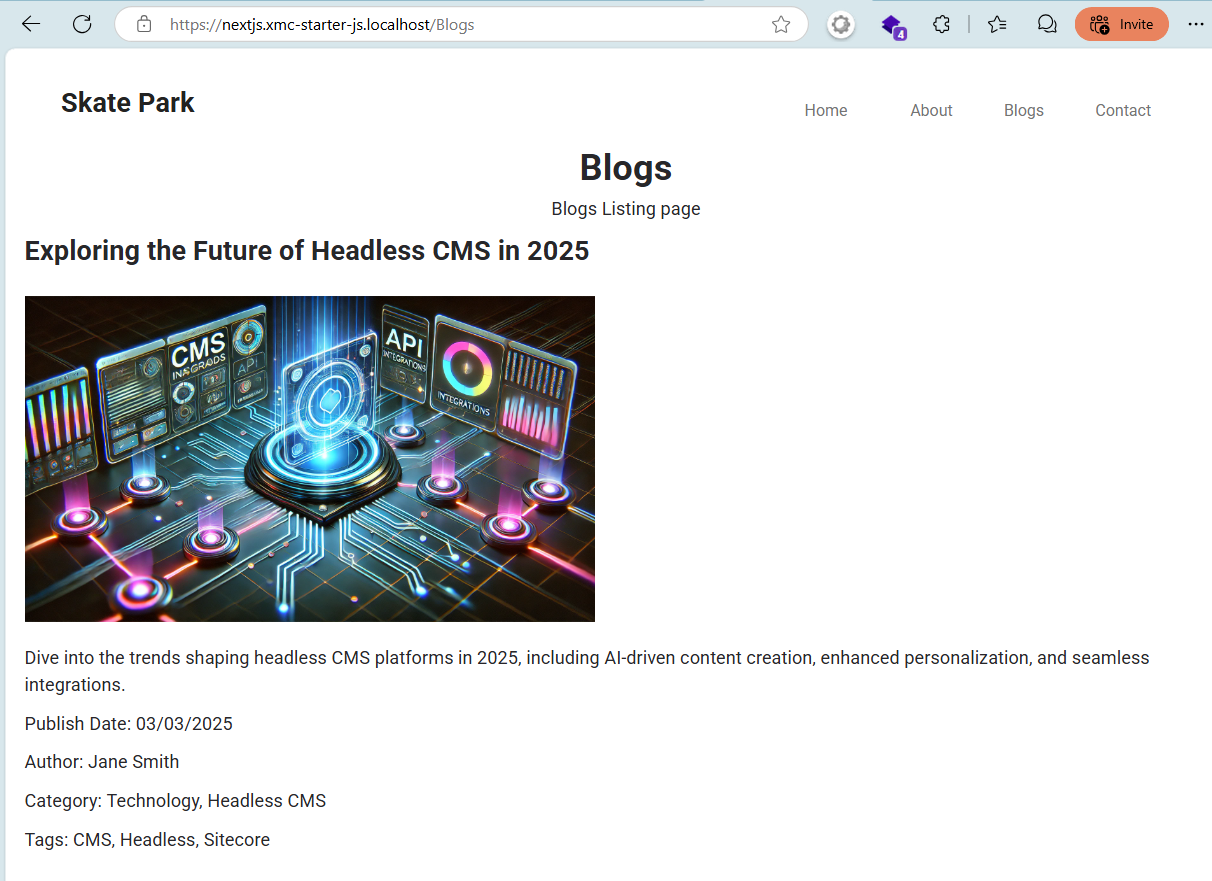 https://nextjs.xmc-starter-js.localhost/Blogs
4
Invite
Skate Park
Home About Blogs Contact
Blogs
Blogs Listing page
Exploring the Future of Headless CMS in 2025
CMS
API
INTEGRATIONS
API
INTEGRATIONS
Dive into the trends shaping headless CMS platforms in 2025, including AI-driven content creation, enhanced personalization, and seamless
integrations.
Publish Date: 03/03/2025
Author: Jane Smith
Category: Technology, Headless CMS
Tags: CMS, Headless, Sitecore